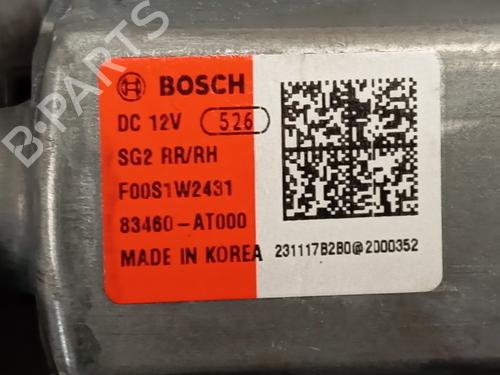 BOSCH
DC 12V 526
SG2 RR/RH
F00S1W2431
83460-AT000
MADE IN KOREA
231117B2B0@2000352
B-PARTS